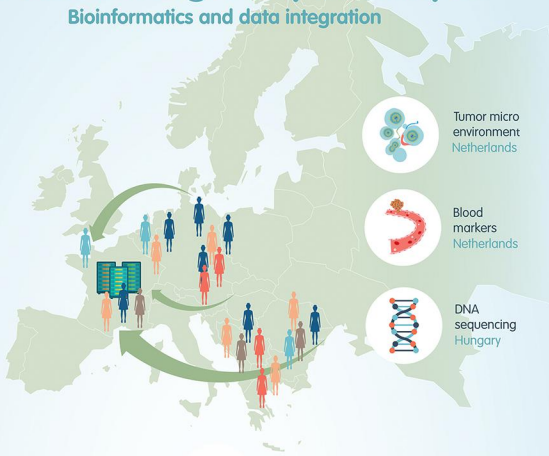 Bioinformatics and data integration
Tumor micro
environment
Netherlands
Blood
markers
Netherlands
DNA
sequencing
Hungary